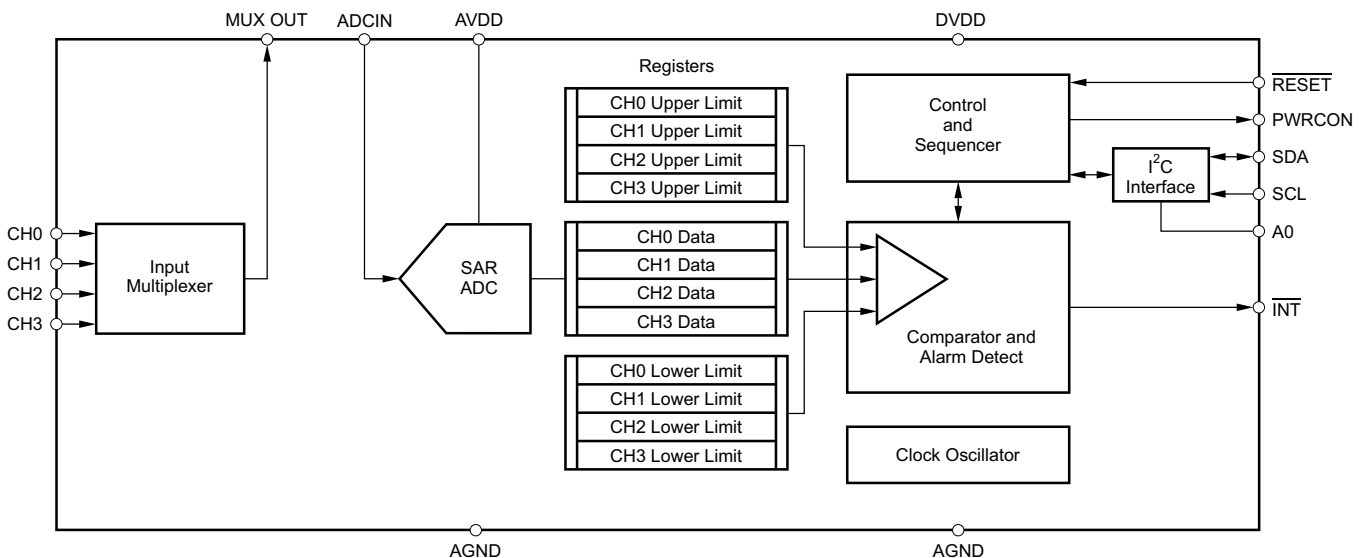 MUX OUT
ADCIN
AVDD
DVDD
Registers
CH0 Upper Limit
CH1 Upper Limit
CH2 Upper Limit
CH3 Upper Limit
Control
and
Sequencer
RESET
PWRCON
SDA
SCL
A0
I²C
Interface
CH0
CH1
CH2
CH3
Input
Multiplexer
SAR
ADC
CH0 Data
CH1 Data
CH2 Data
CH3 Data
Comparator and
Alarm Detect
INT
CH0 Lower Limit
CH1 Lower Limit
CH2 Lower Limit
CH3 Lower Limit
Clock Oscillator
AGND
AGND